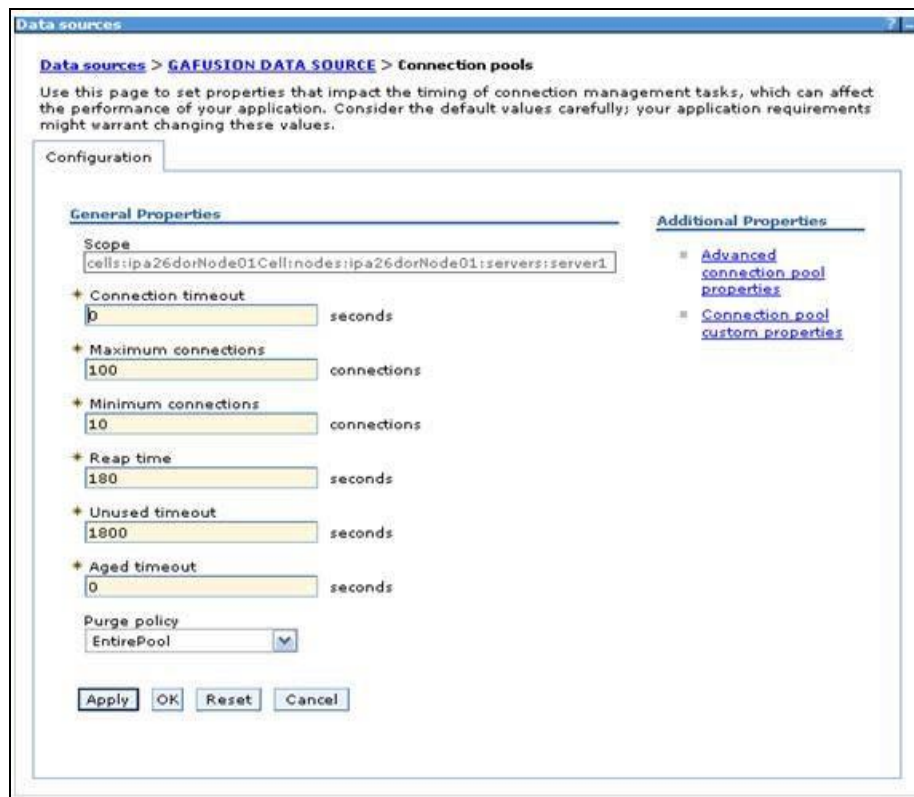 Data sources
? –
Data sources > GAFUSION DATA SOURCE > Connection pools
Use this page to set properties that impact the timing of connection management tasks, which can affect
the performance of your application. Consider the default values carefully; your application requirements
might warrant changing these values.
Configuration
General Properties
Scope
cells:ipa26dorNode01Cell:nodes:ipa26dorNode01:servers:server1
* Connection timeout
0 seconds
* Maximum connections
100 connections
* Minimum connections
10 connections
* Reap time
180 seconds
* Unused timeout
1800 seconds
* Aged timeout
0 seconds
Purge policy
EntirePool
Apply OK Reset Cancel
Additional Properties
Advanced
connection pool
properties
Connection pool
custom properties